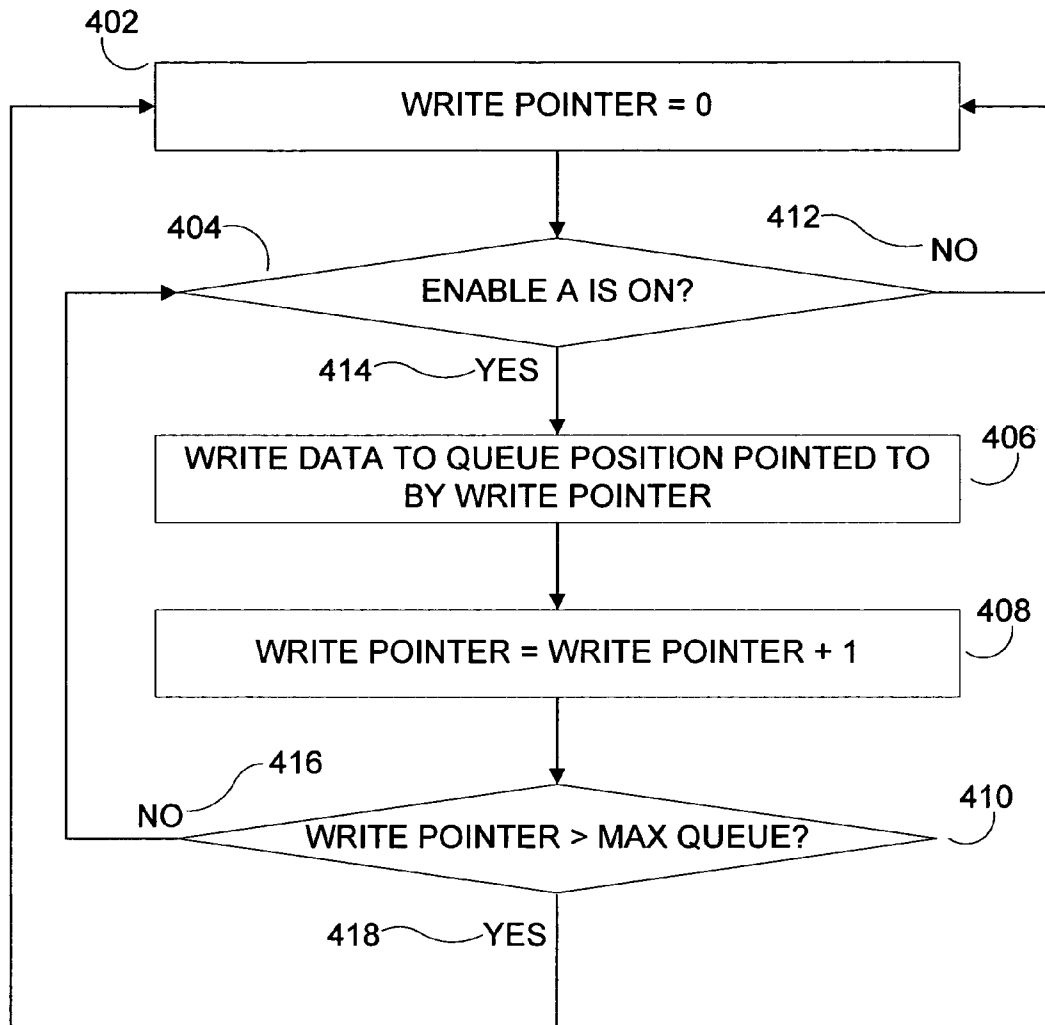 402
WRITE POINTER = 0
404
412
NO
ENABLE A IS ON?
414
YES
WRITE DATA TO QUEUE POSITION POINTED TO
BY WRITE POINTER
406
WRITE POINTER = WRITE POINTER + 1
408
416
NO
WRITE POINTER > MAX QUEUE?
410
418
YES